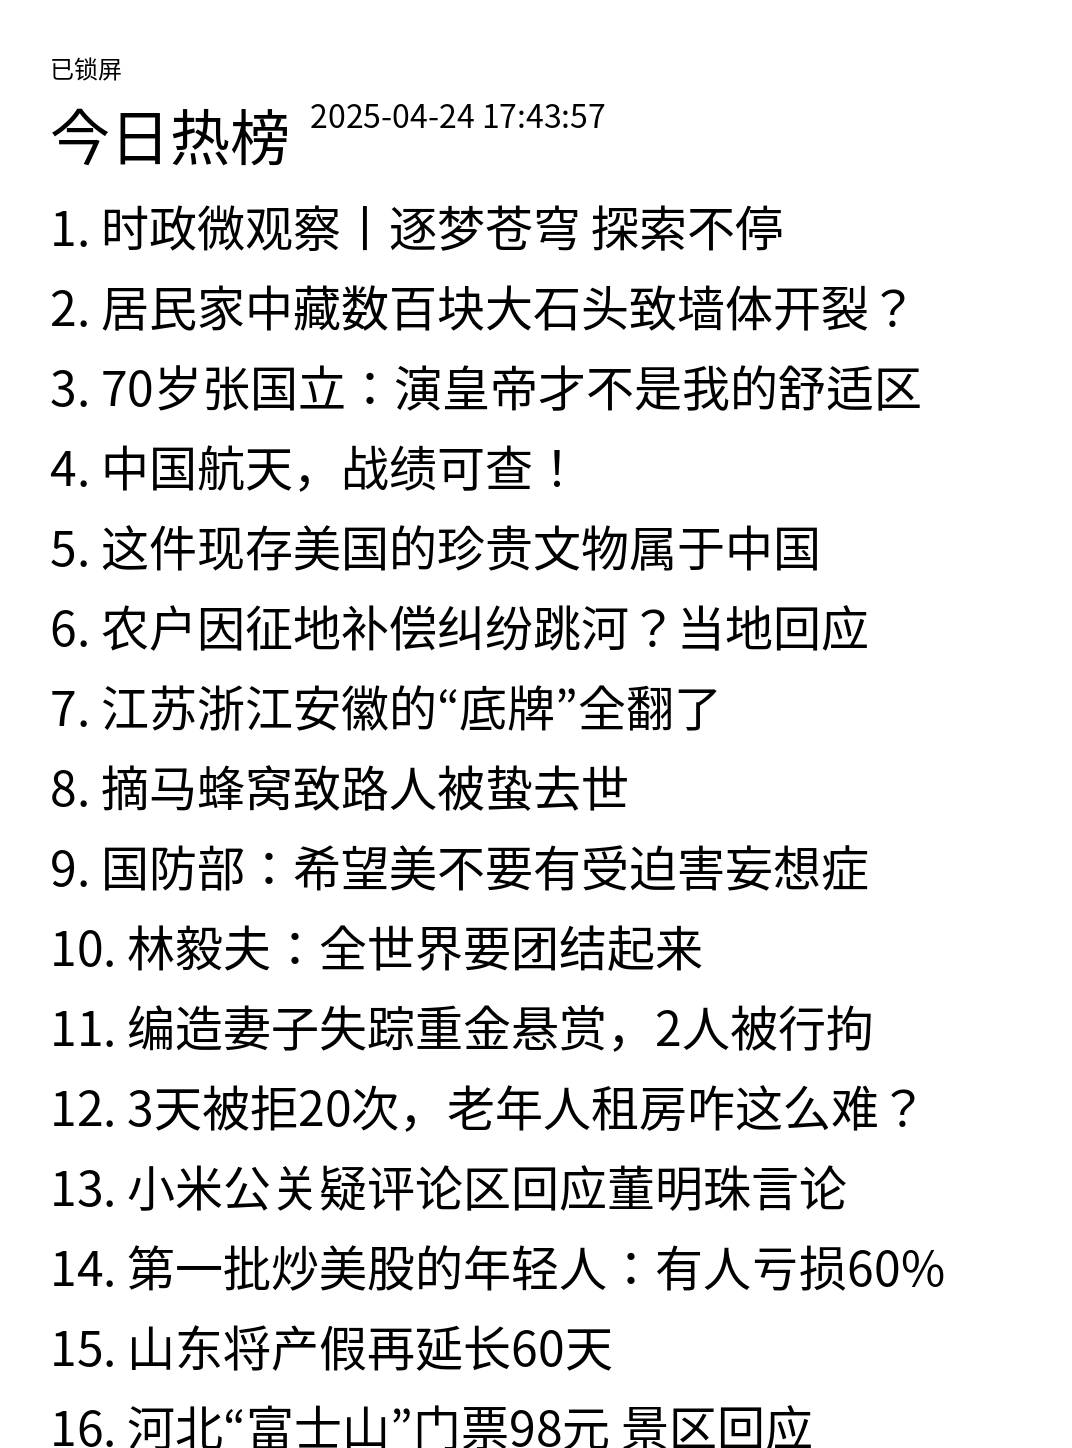 已锁屏
今日热榜 2025-04-24 17:43:57
1. 时政微观察丨逐梦苍穹 探索不停
2. 居民家中藏数百块大石头致墙体开裂？
3. 70岁张国立：演皇帝才不是我的舒适区
4. 中国航天，战绩可查！
5. 这件现存美国的珍贵文物属于中国
6. 农户因征地补偿纠纷跳河？当地回应
7. 江苏浙江安徽的“底牌”全翻了
8. 摘马蜂窝致路人被蛰去世
9. 国防部：希望美不要有受迫害妄想症
10. 林毅夫：全世界要团结起来
11. 编造妻子失踪重金悬赏，2人被行拘
12. 3天被拒20次，老年人租房咋这么难？
13. 小米公关疑评论区回应董明珠言论
14. 第一批炒美股的年轻人：有人亏损60%
15. 山东将产假再延长60天
16. 河北“富士山”门票98元 景区回应